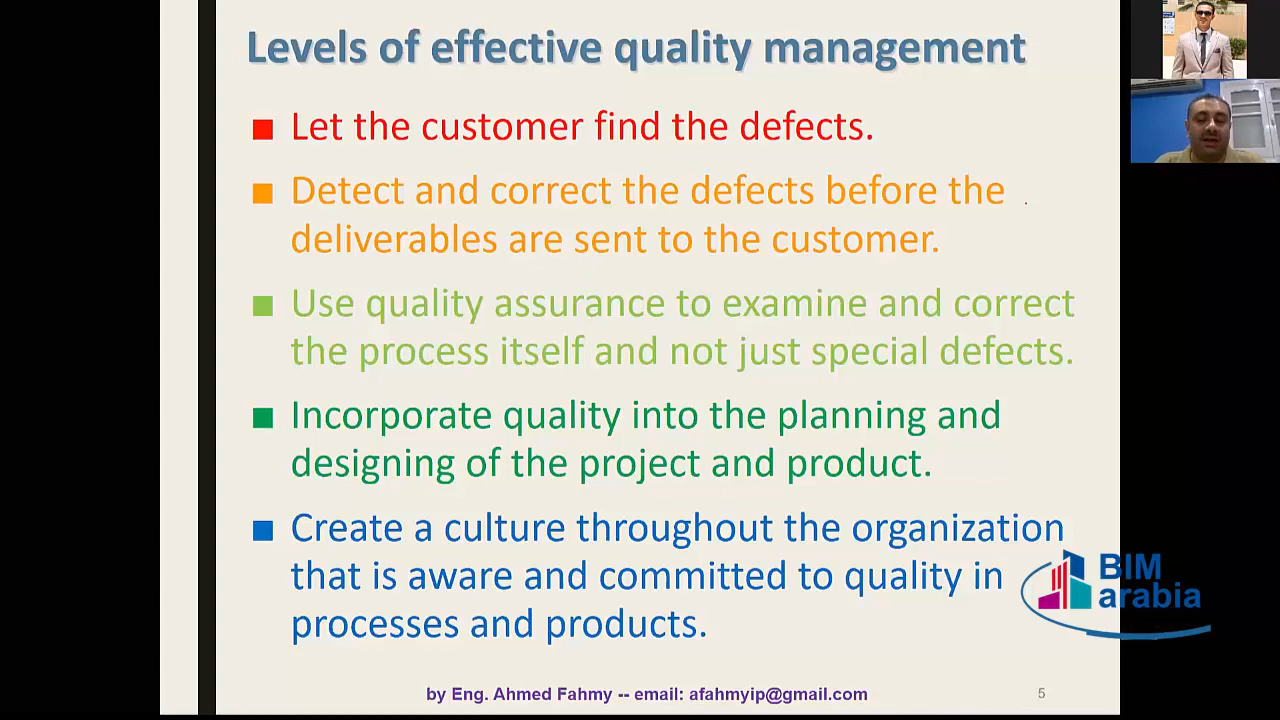 Levels of effective quality management
Let the customer find the defects.
Detect and correct the defects before the
deliverables are sent to the customer.
Use quality assurance to examine and correct
the process itself and not just special defects.
Incorporate quality into the planning and
designing of the project and product.
Create a culture throughout the organization
that is aware and committed to quality in
processes and products.
BIM
arabia
by Eng. Ahmed Fahmy -- email: afahmyip@gmail.com
5